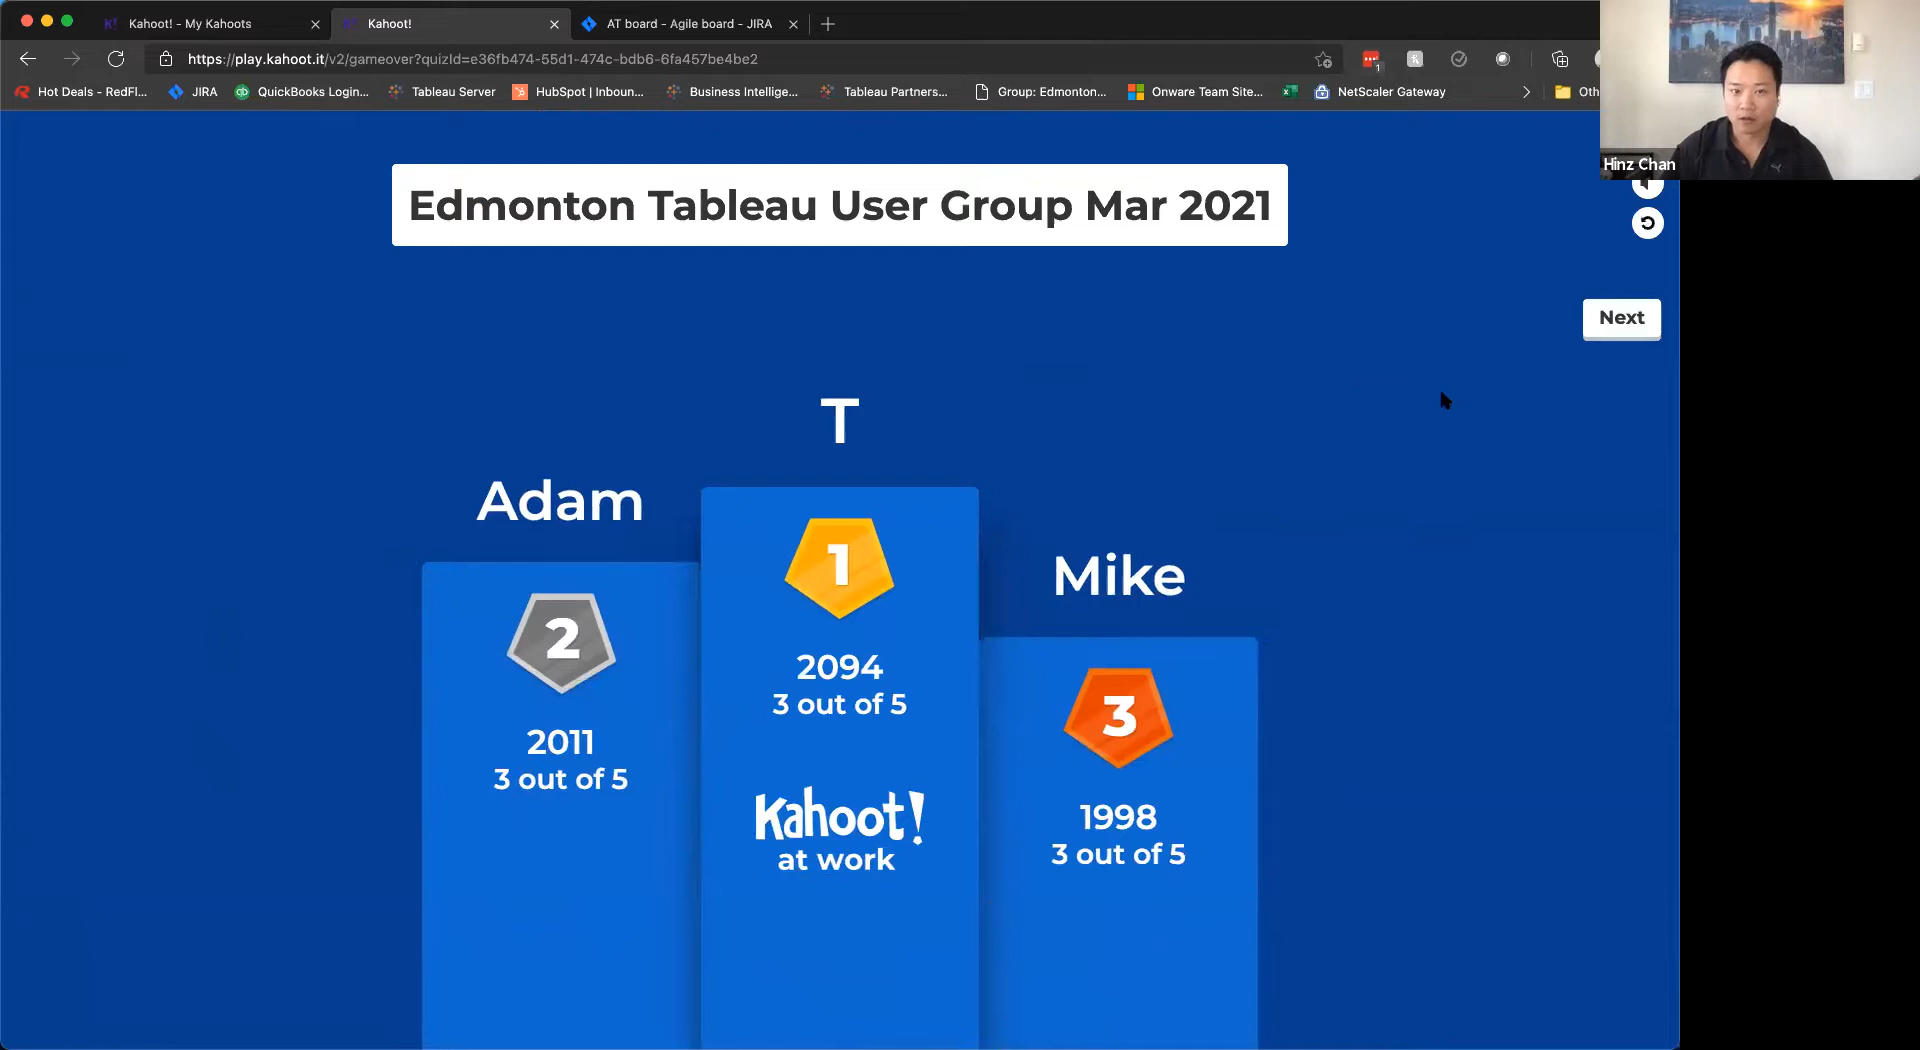 Kahoot! - My Kahoots
Kahoot!
AT board - Agile board - JIRA
https://play.kahoot.it/v2/gameover?quizId=e36fb474-55d1-474c-bdb6-6fa457be4be2
1
Hot Deals - RedFl...
JIRA
QuickBooks Login...
Tableau Server
HubSpot | Inboun...
Business Intellige...
Tableau Partners...
Group: Edmonton...
Onware Team Site...
NetScaler Gateway
Oth
Hinz Chan
Edmonton Tableau User Group Mar 2021
Next
T
Adam
Mike
1
2094
3 out of 5
Kahoot!
at work
2
2011
3 out of 5
3
1998
3 out of 5